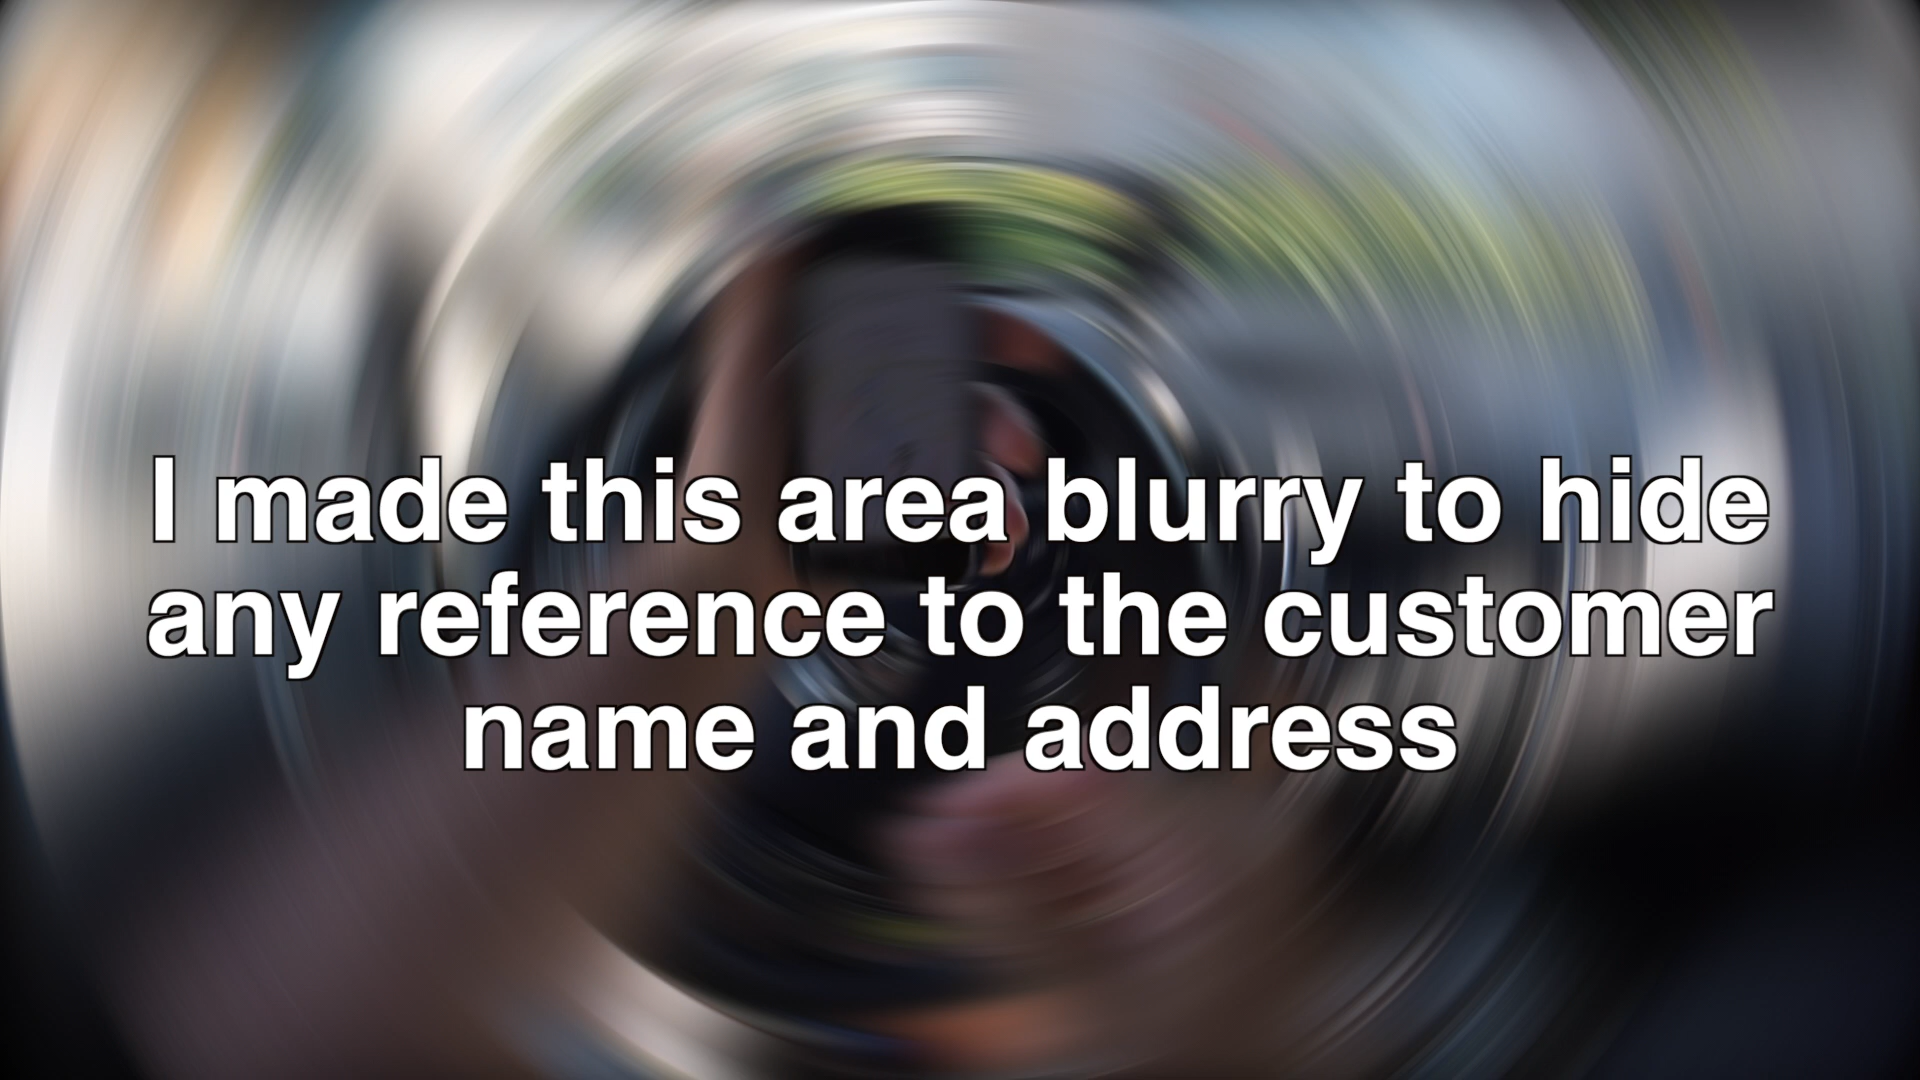 I made this area blurry to hide
any reference to the customer
name and address